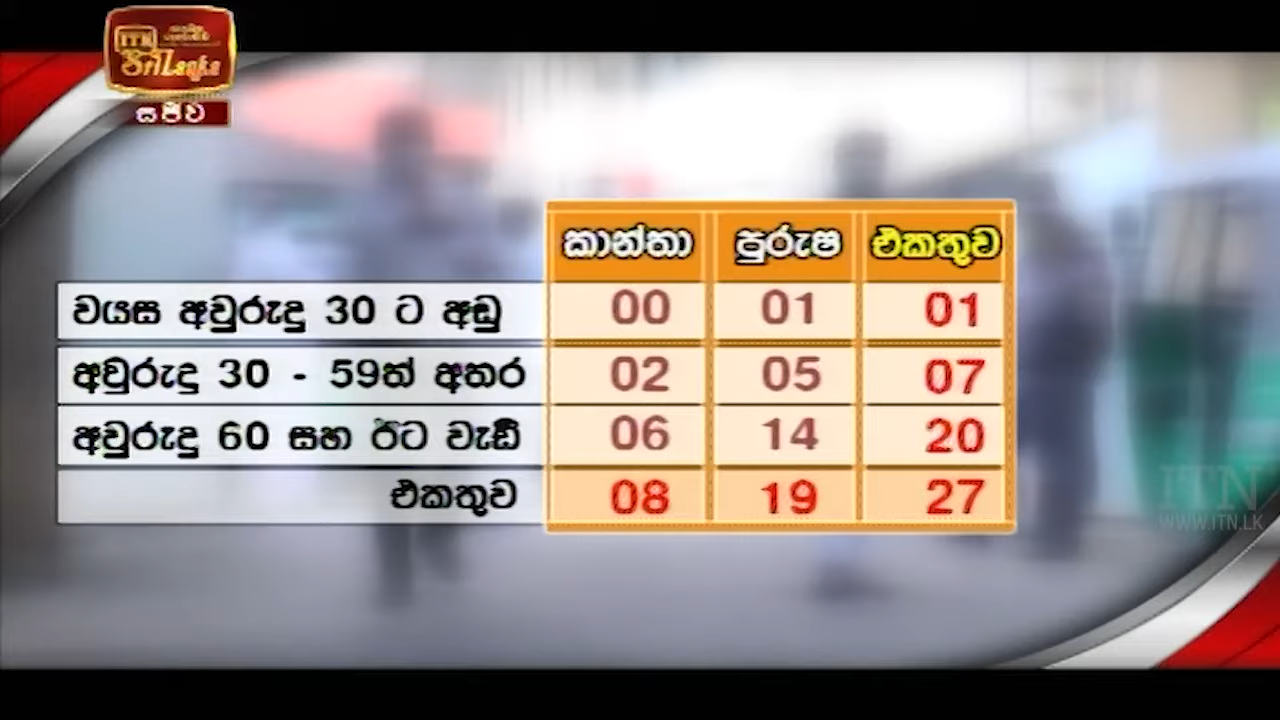 ITN
Sri Lanka
සජීව
කාන්තා පුරුෂ එකතුව
වයස අවුරුදු 30 ට අඩු 00 01 01
අවුරුදු 30 - 59ත් අතර 02 05 07
අවුරුදු 60 සහ ඊට වැඩි 06 14 20
එකතුව 08 19 27
ITN
WWW.ITN.LK